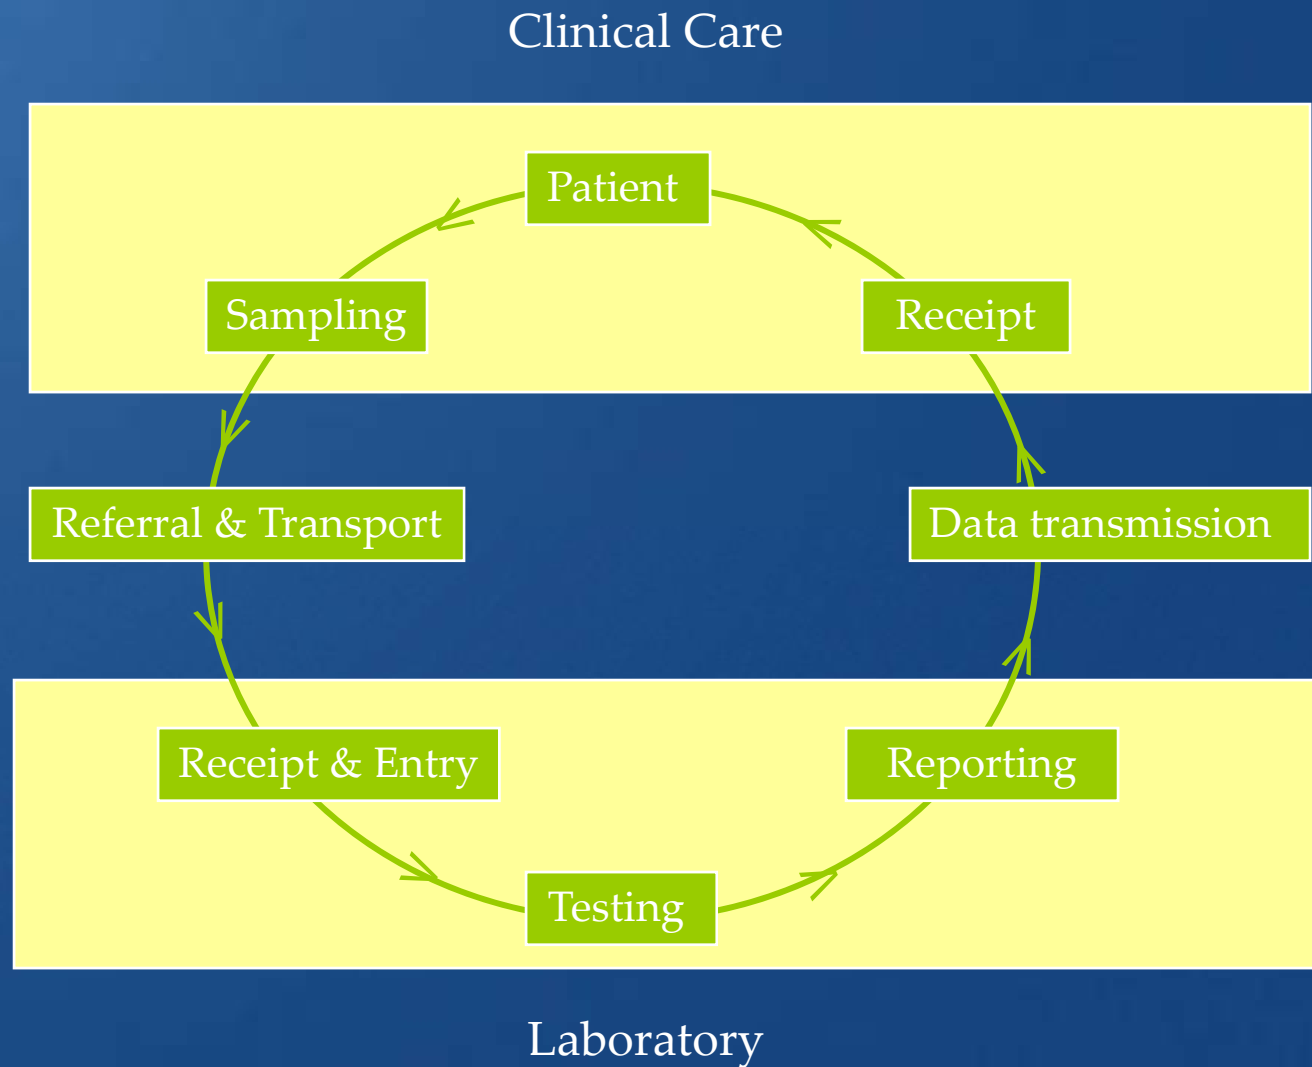 Clinical Care
Patient
Sampling
Receipt
Referral & Transport
Data transmission
Receipt & Entry
Reporting
Testing
Laboratory